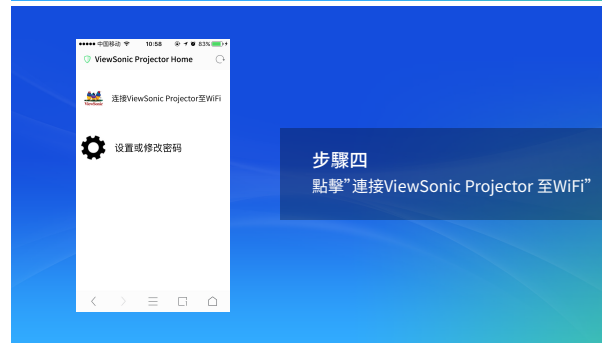 中国移动 10:58 83%
ViewSonic Projector Home
ViewSonic
连接ViewSonic Projector至WiFi
设置或修改密码
步驟四
點擊”連接ViewSonic Projector 至WiFi”